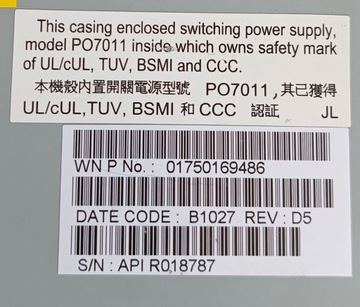 This casing enclosed switching power supply,
model PO7011 inside which owns safety mark
of UL/cUL, TUV, BSMI and CCC.
本機殼內置開關電源型號 PO7011,其已獲得
UL/cUL,TUV, BSMI 和 CCC 認証 JL
WN P No. : 01750169486
DATE CODE : B1027 REV : D5
S/N : API R018787